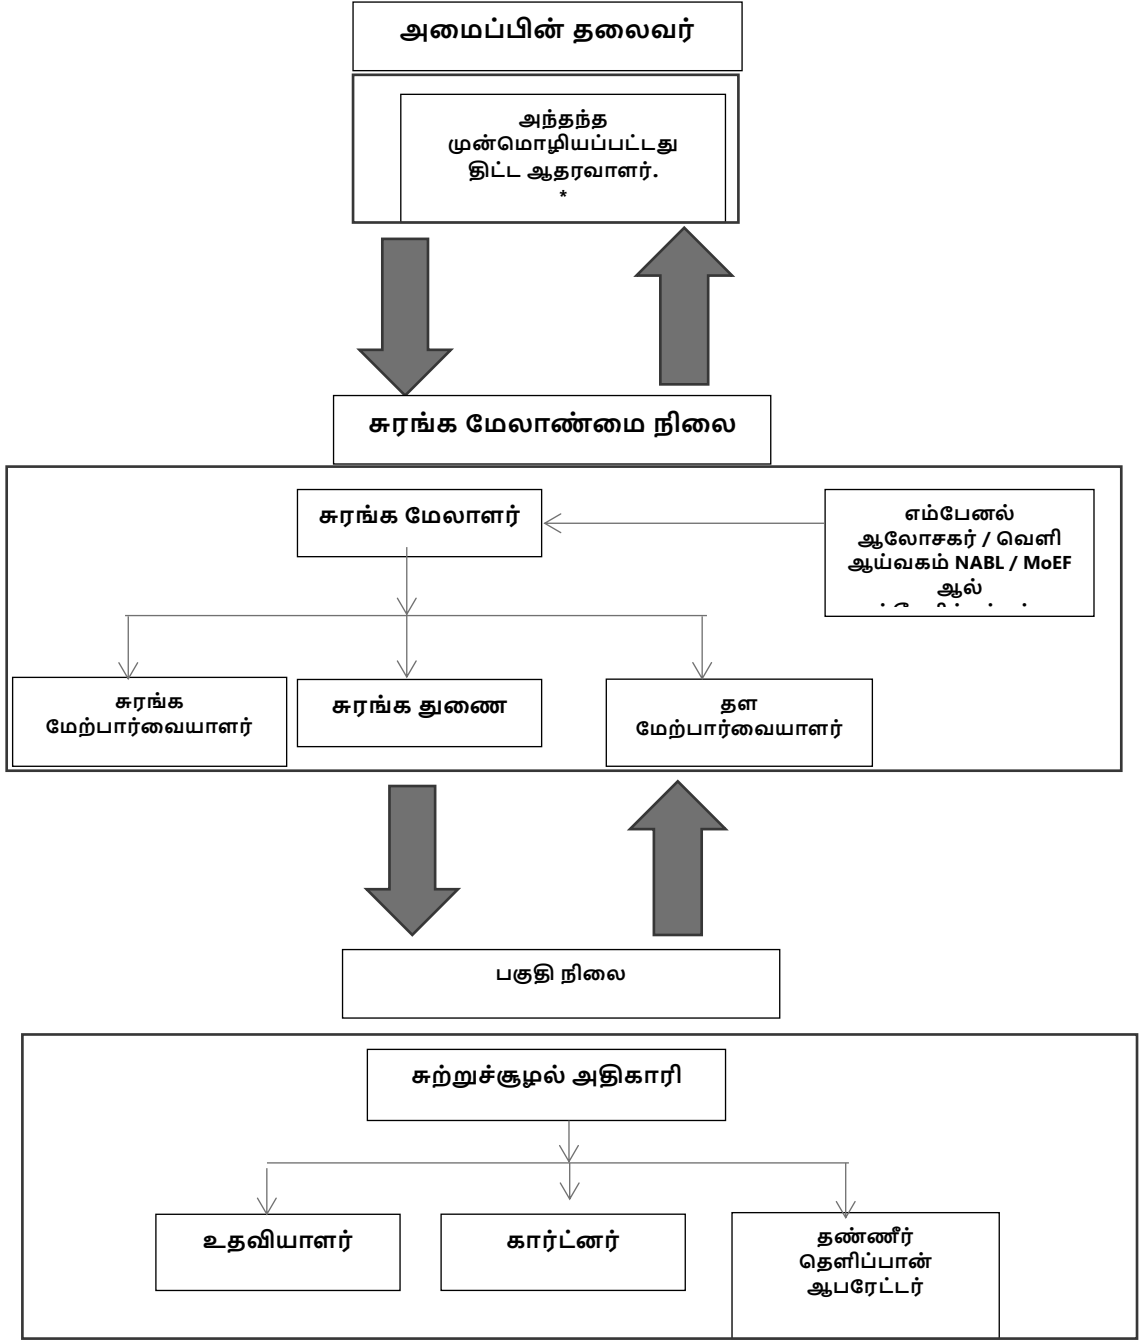 அமைப்பின் தலைவர்
அந்தந்த
முன்மொழியப்பட்டது
திட்ட ஆதரவாளர்.
*
சுரங்க மேலாண்மை நிலை
சுரங்க மேலாளர்
எம்பேனல்
ஆலோசகர் / வெளி
ஆய்வகம் NABL / MoEF
ஆல்
சுரங்க
மேற்பார்வையாளர்
சுரங்க துணை
தள
மேற்பார்வையாளர்
பகுதி நிலை
சுற்றுச்சூழல் அதிகாரி
உதவியாளர்
கார்ட்னர்
தண்ணீர்
தெளிப்பான்
ஆபரேட்டர்